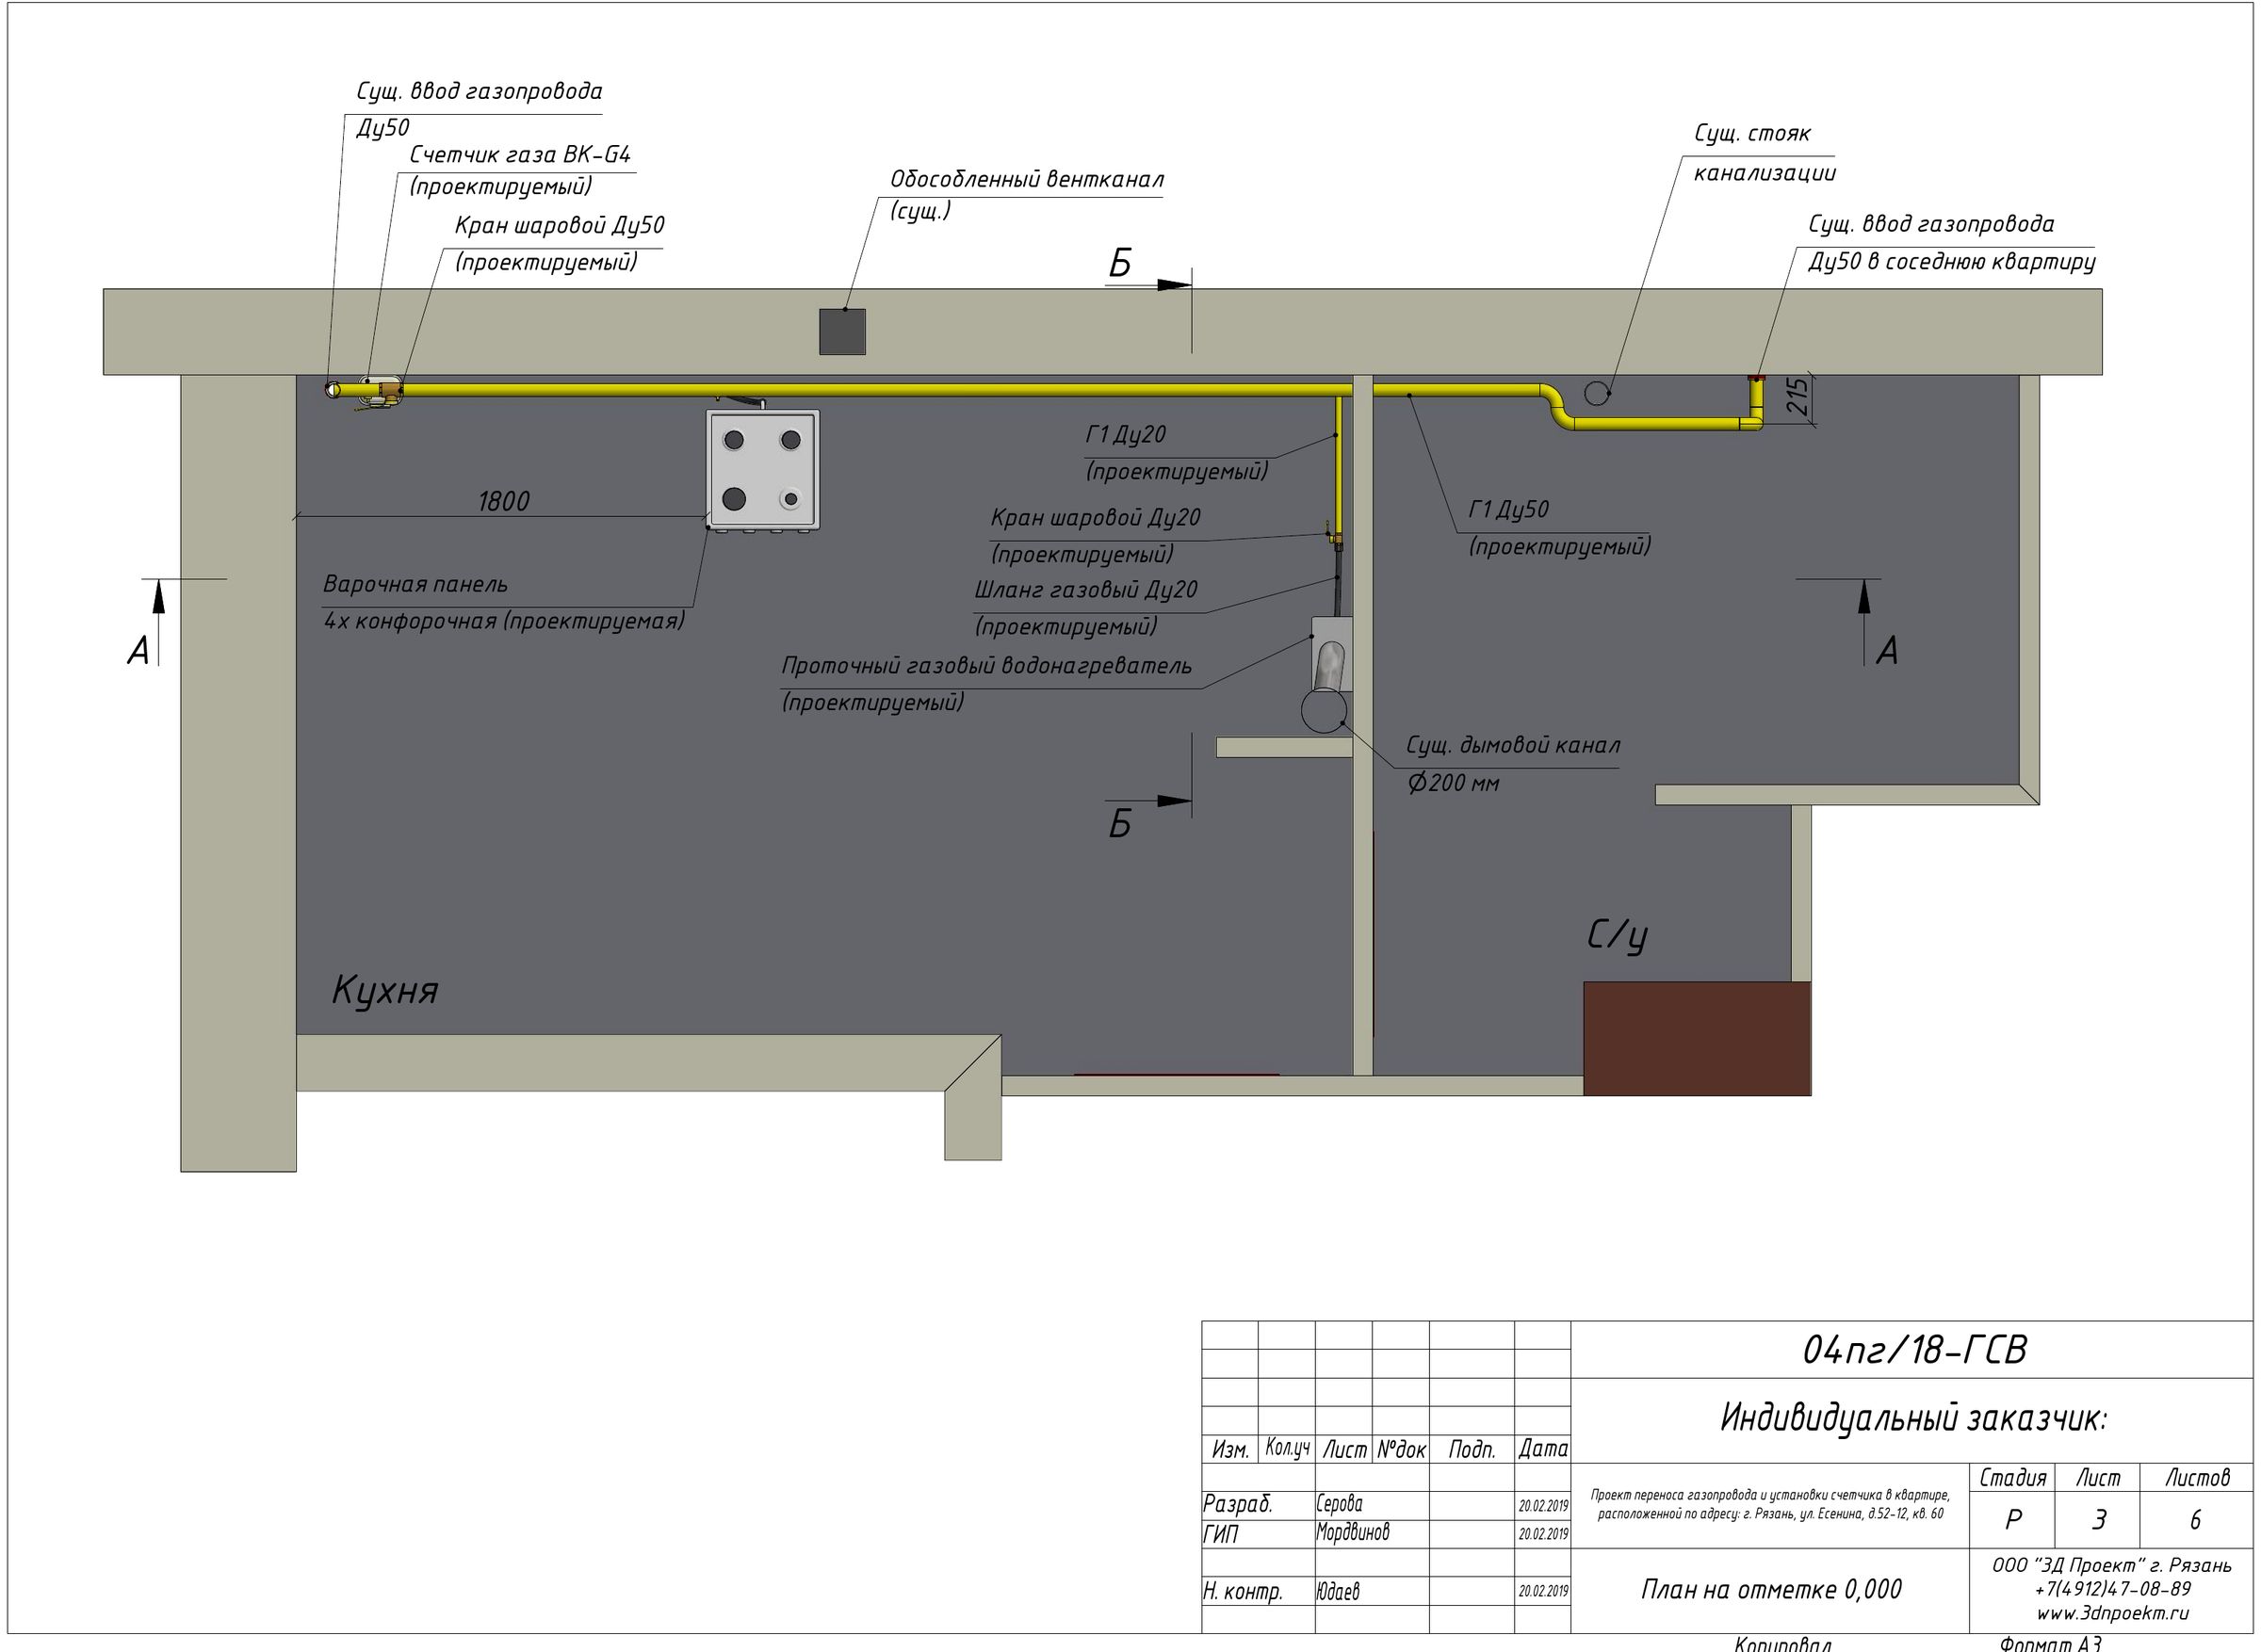 Сущ. ввод газопровода
Ду50
Счетчик газа ВК-G4
(проектируемый)
Кран шаровой Ду50
(проектируемый)
Обособленный вентканал
(сущ.)
Сущ. стояк
канализации
Сущ. ввод газопровода
Ду50 в соседнюю квартиру
Б
215
Г1 Ду20
(проектируемый)
1800
Кран шаровой Ду20
(проектируемый)
Г1 Ду50
(проектируемый)
Варочная панель
4х конфорочная (проектируемая)
Шланг газовый Ду20
(проектируемый)
А
А
Проточный газовый водонагреватель
(проектируемый)
Сущ. дымовой канал
Ф200 мм
Б
С/у
Кухня
04пг/18-ГСВ
Индивидуальный заказчик:
Изм. Кол.уч Лист №док Подп. Дата
Разраб. Серова 20.02.2019
ГИП Мордвинов 20.02.2019
Н. контр. Юдаев 20.02.2019
Проект переноса газопровода и установки счетчика в квартире,
расположенной по адресу: г. Рязань, ул. Есенина, д.52-12, кв. 60
Стадия Лист Листов
Р 3 6
План на отметке 0,000
ООО "3Д Проект" г. Рязань
+7(4912)47-08-89
www.3dпроект.ru
Копировал Формат А3